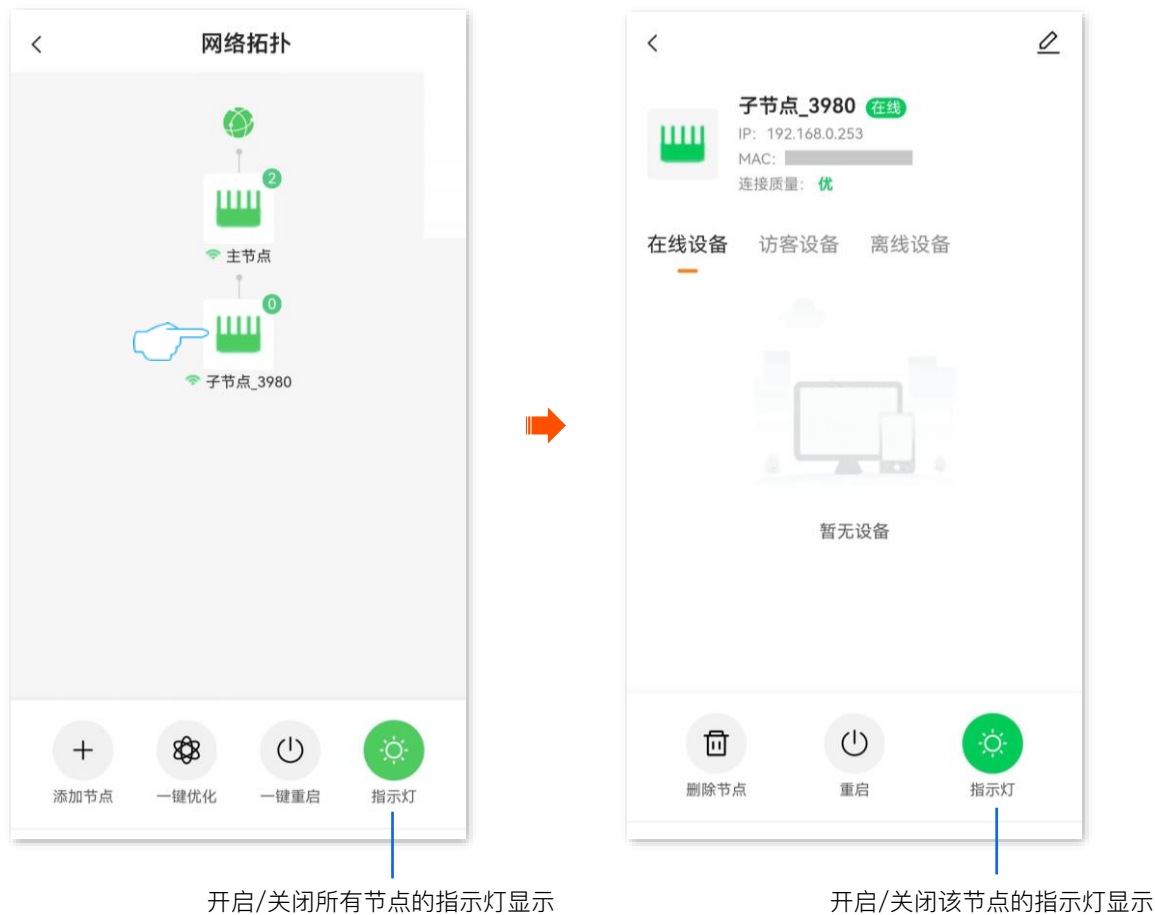 网络拓扑
2
主节点
0
子节点_3980
添加节点
一键优化
一键重启
指示灯
开启/关闭所有节点的指示灯显示
子节点_3980 在线
IP: 192.168.0.253
MAC:
连接质量: 优
在线设备 访客设备 离线设备
暂无设备
删除节点
重启
指示灯
开启/关闭该节点的指示灯显示